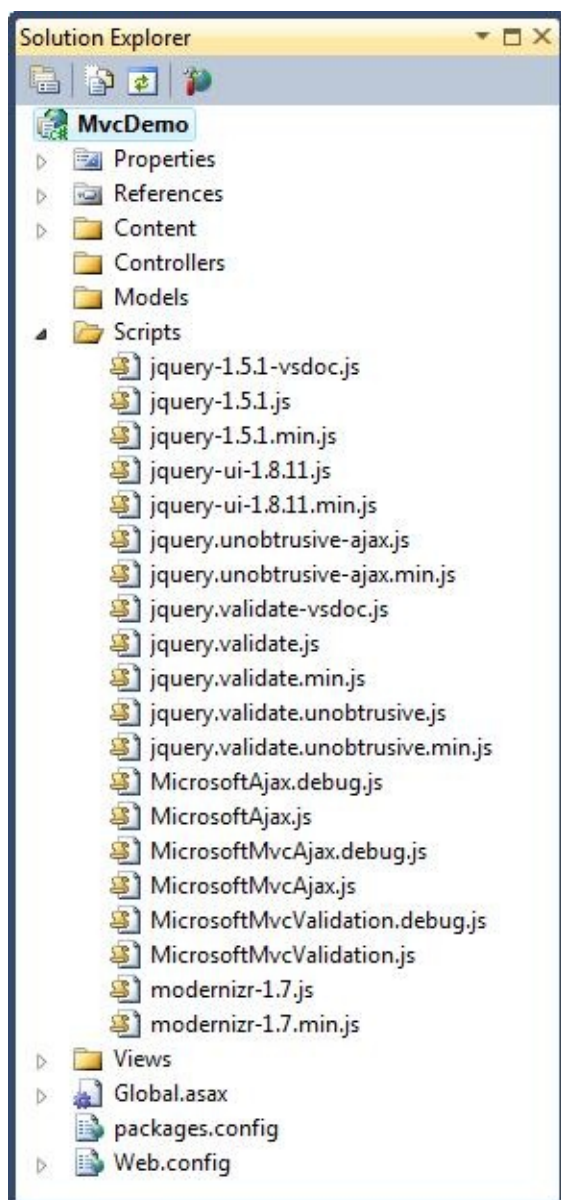 Solution Explorer
MvcDemo
Properties
References
Content
Controllers
Models
Scripts
jquery-1.5.1-vsdoc.js
jquery-1.5.1.js
jquery-1.5.1.min.js
jquery-ui-1.8.11.js
jquery-ui-1.8.11.min.js
jquery.unobtrusive-ajax.js
jquery.unobtrusive-ajax.min.js
jquery.validate-vsdoc.js
jquery.validate.js
jquery.validate.min.js
jquery.validate.unobtrusive.js
jquery.validate.unobtrusive.min.js
MicrosoftAjax.debug.js
MicrosoftAjax.js
MicrosoftMvcAjax.debug.js
MicrosoftMvcAjax.js
MicrosoftMvcValidation.debug.js
MicrosoftMvcValidation.js
modernizr-1.7.js
modernizr-1.7.min.js
Views
Global.asax
packages.config
Web.config